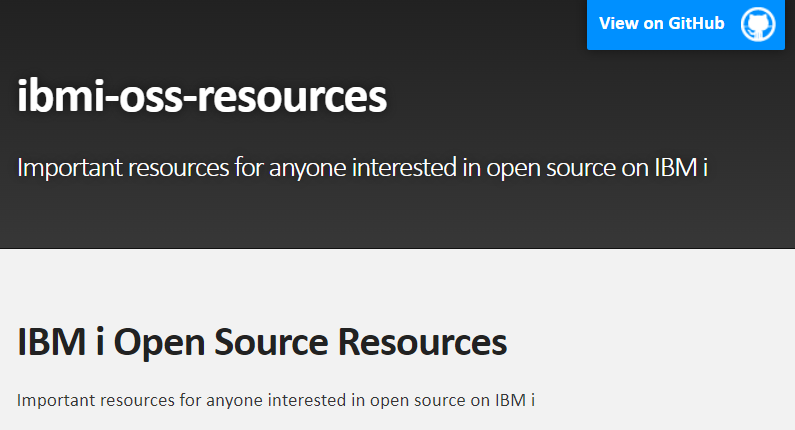 View on GitHub
ibmi-oss-resources
Important resources for anyone interested in open source on IBM i
IBM i Open Source Resources
Important resources for anyone interested in open source on IBM i